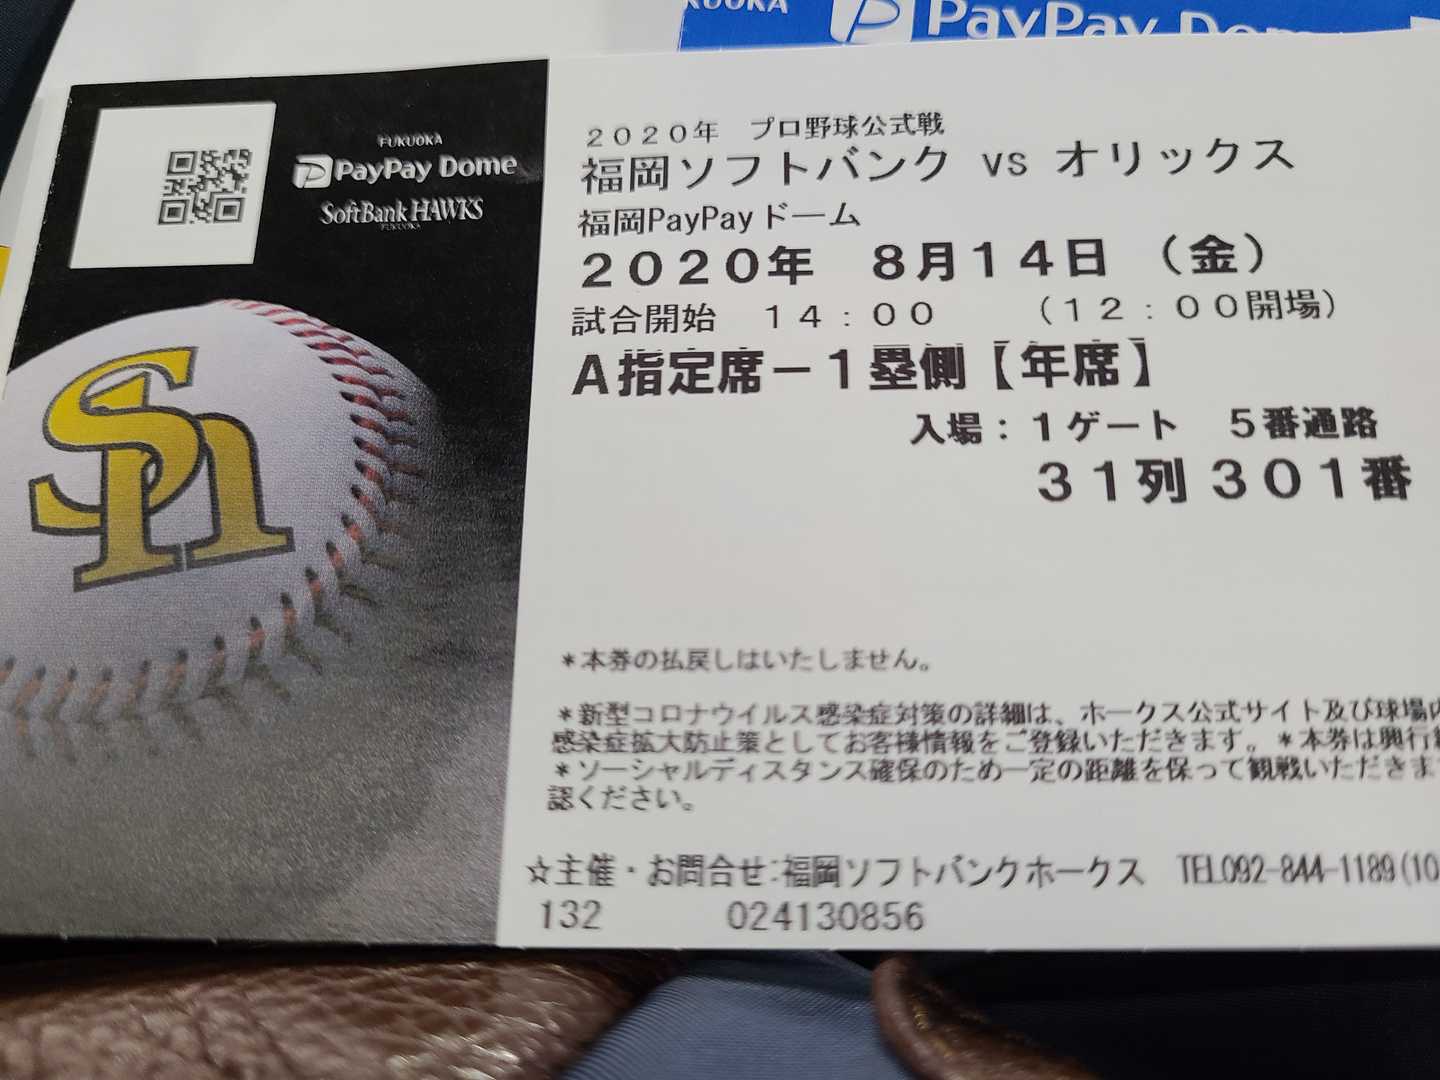 KUOKA PayPay Dome
FUKUOKA
PayPay Dome
SoftBank HAWKS
FUKUOKA
Sh
2020年 プロ野球公式戦
福岡ソフトバンク vs オリックス
福岡PayPayドーム
2020年 8月14日 (金)
試合開始 14:00 (12:00開場)
A指定席-1塁側【年席】
入場:1ゲート 5番通路
31列 301番
*本券の払戻しはいたしません。
*新型コロナウイルス感染症対策の詳細は、ホークス公式サイト及び球場内
感染症拡大防止策としてお客様情報をご登録いただきます。*本券は興行
*ソーシャルディスタンス確保のため一定の距離を保って観戦いただきま
認ください。
☆主催・お問合せ:福岡ソフトバンクホークス TEL092-844-1189(10
132 024130856